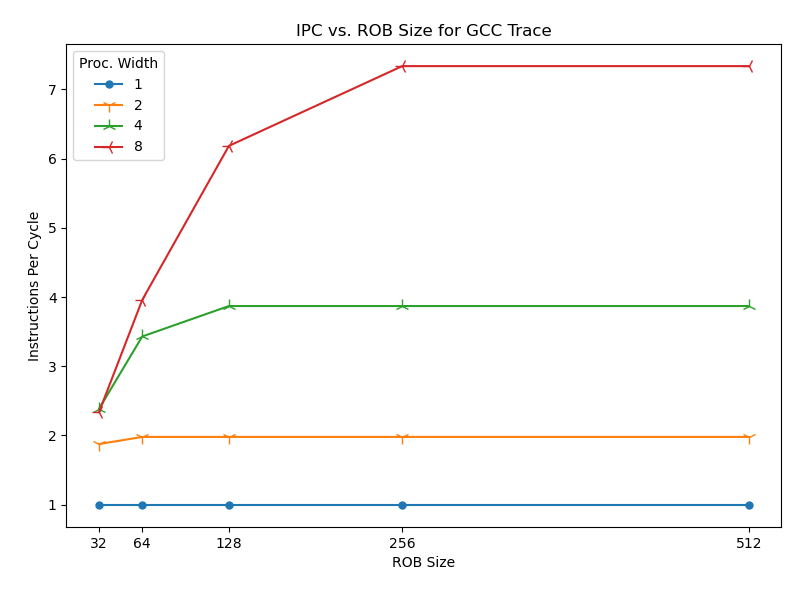 IPC vs. ROB Size for GCC Trace
Proc. Width
1
2
4
8
7
6
5
4
3
2
1
Instructions Per Cycle
32 64 128 256 512
ROB Size